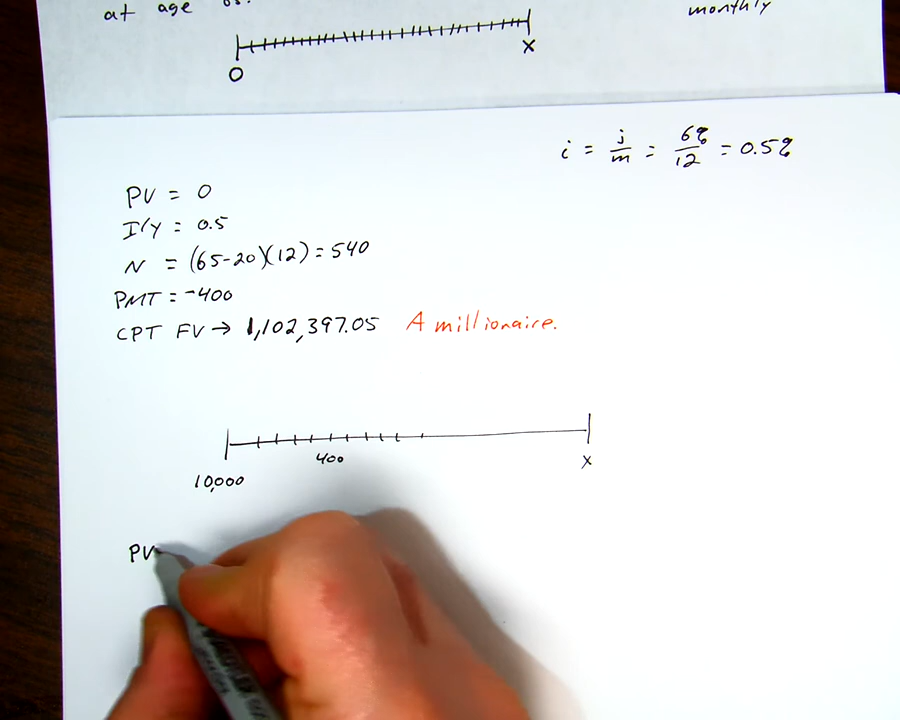 at age 65. monthly
0 x
i = j/m = 6%/12 = 0.5%
PV = 0
I/Y = 0.5
N = (65-20)(12) = 540
PMT = -400
CPT FV → 1,102,397.05 A millionaire.
400
10,000 x
PV